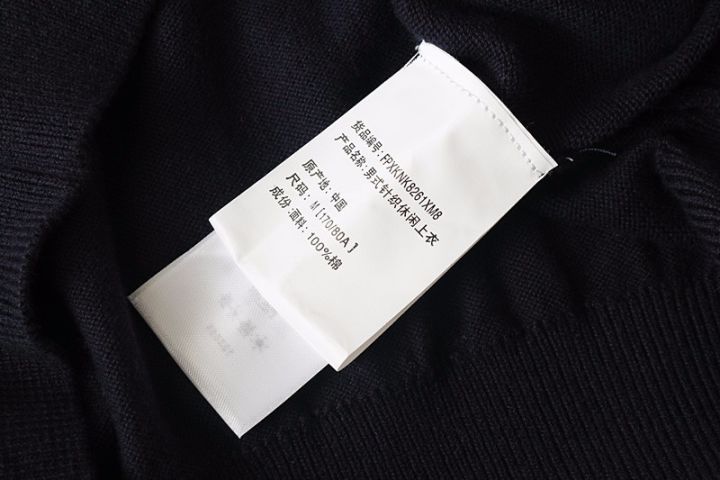 货品编号: FPXKNK8261XM8
产品名称: 男式针织休闲上衣
原产地: 中国
尺码: M [170/80A]
成份:面料: 100%棉